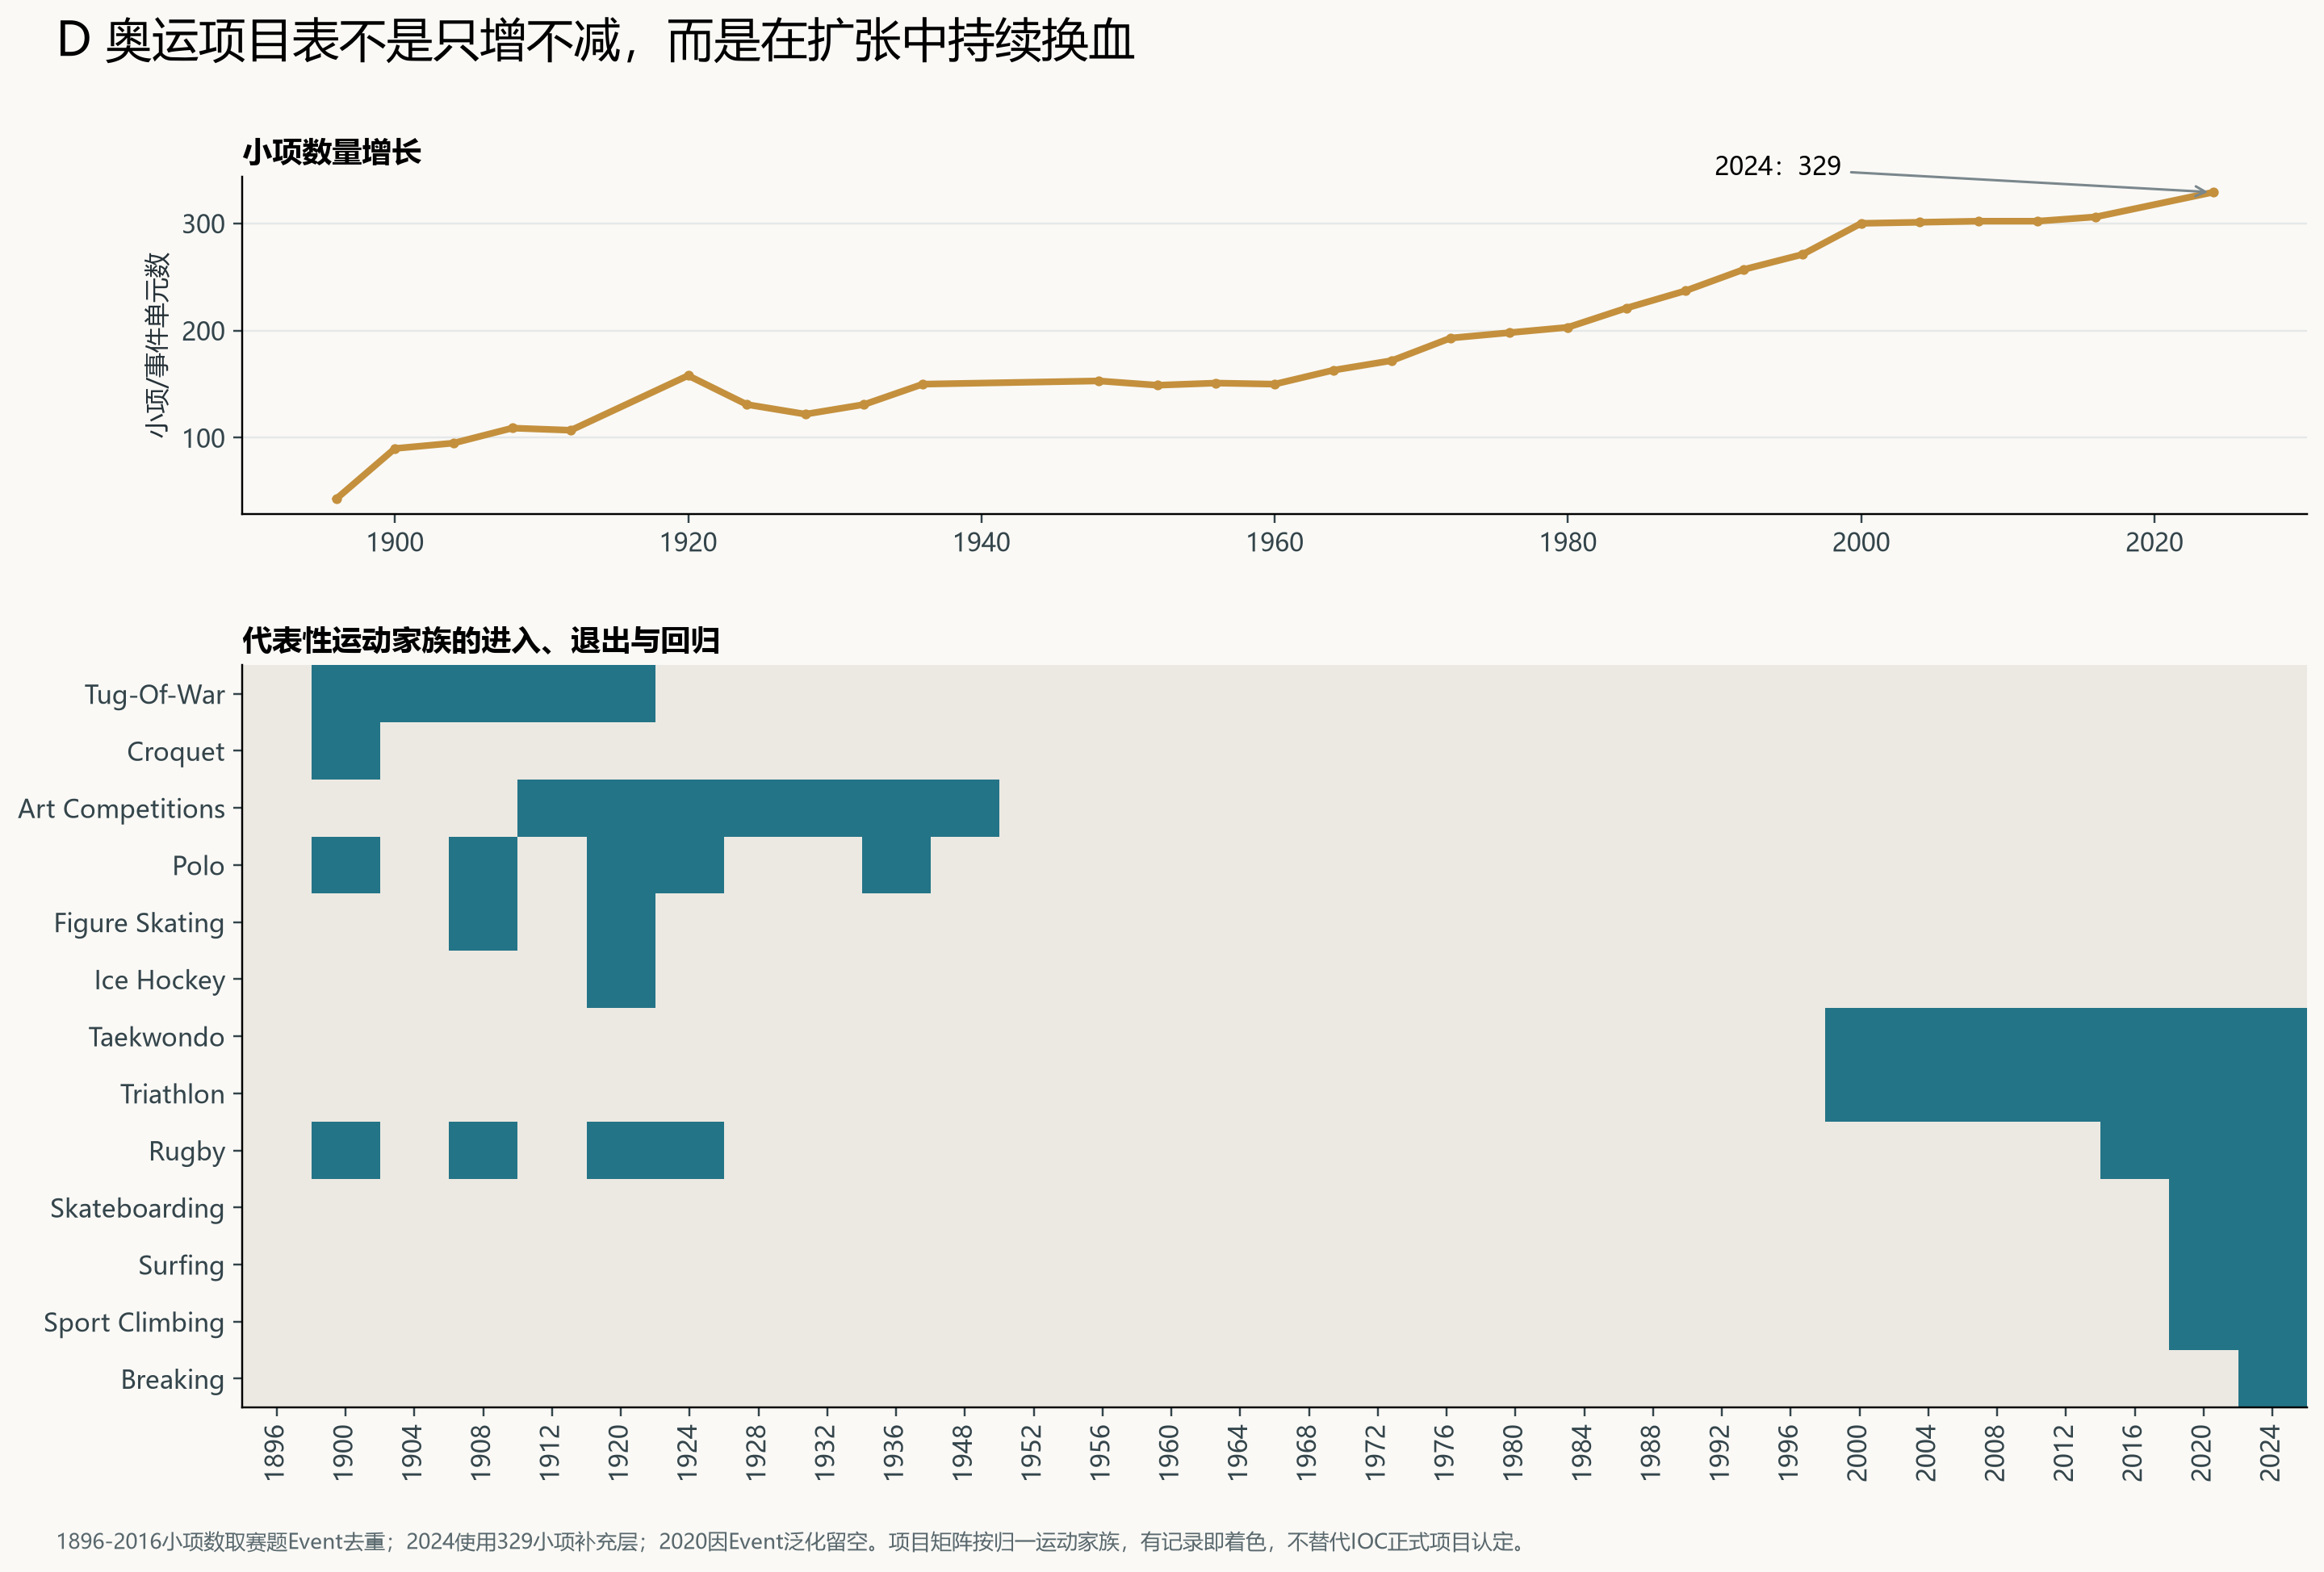 D 奥运项目表不是只增不减，而是在扩张中持续换血
小项数量增长
2024：329
小项/事件单元数
300
200
100
1900 1920 1940 1960 1980 2000 2020
代表性运动家族的进入、退出与回归
Tug-Of-War
Croquet
Art Competitions
Polo
Figure Skating
Ice Hockey
Taekwondo
Triathlon
Rugby
Skateboarding
Surfing
Sport Climbing
Breaking
1896 1900 1904 1908 1912 1920 1924 1928 1932 1936 1948 1952 1956 1960 1964 1968 1972 1976 1980 1984 1988 1992 1996 2000 2004 2008 2012 2016 2020 2024
1896-2016小项数取赛题Event去重；2024使用329小项补充层；2020因Event泛化留空。项目矩阵按归一运动家族，有记录即着色，不替代IOC正式项目认定。